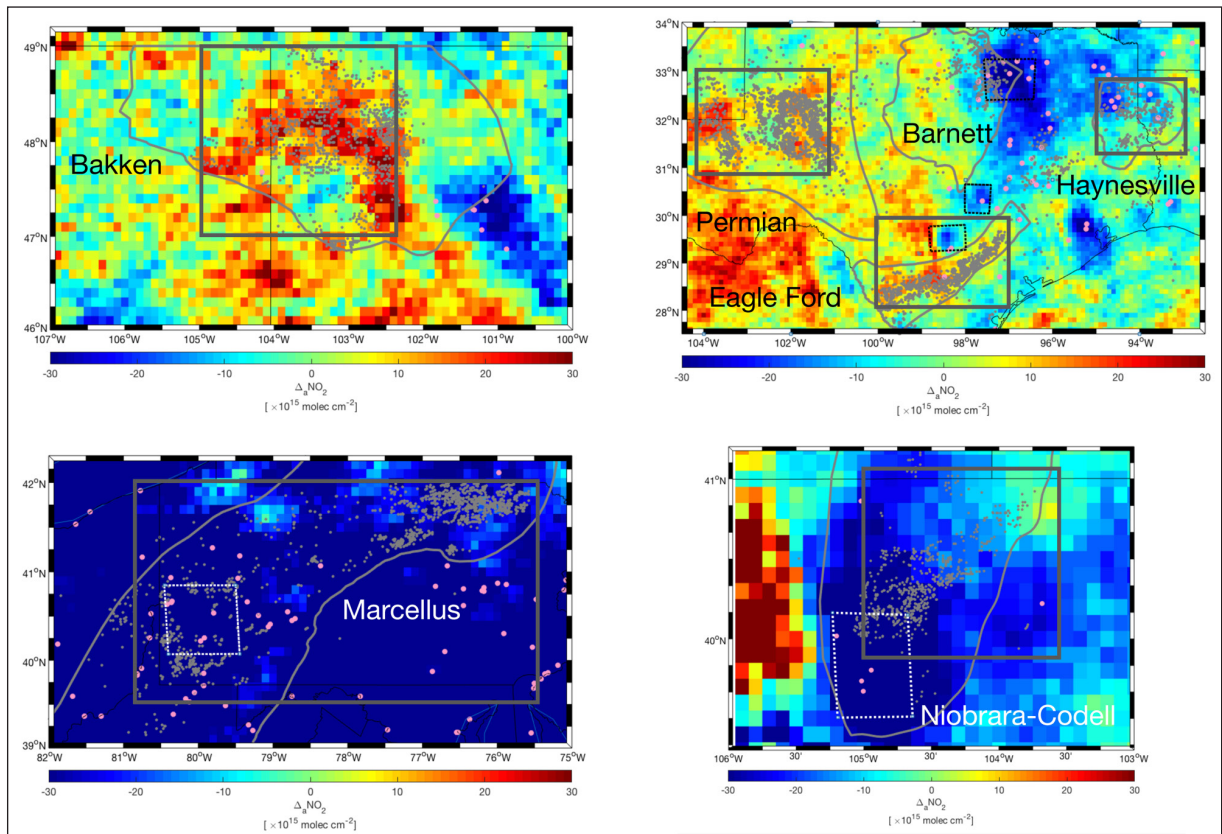 49°N
48°N
47°N
46°N
Bakken
107°W 106°W 105°W 104°W 103°W 102°W 101°W 100°W
-30 -20 -10 0 10 20 30
ΔₐNO₂
[ ×10¹⁵ molec cm⁻² ]
34°N
33°N
32°N
31°N
30°N
29°N
28°N
Barnett
Haynesville
Permian
Eagle Ford
104°W 102°W 100°W 98°W 96°W 94°W
-30 -20 -10 0 10 20 30
ΔₐNO₂
[ ×10¹⁵ molec cm⁻² ]
42°N
41°N
40°N
39°N
Marcellus
82°W 81°W 80°W 79°W 78°W 77°W 76°W 75°W
-30 -20 -10 0 10 20 30
ΔₐNO₂
[ ×10¹⁵ molec cm⁻² ]
41°N
30'
40°N
30'
Niobrara-Codell
106°W 30' 105°W 30' 104°W 30' 103°W
-30 -20 -10 0 10 20 30
ΔₐNO₂
[ ×10¹⁵ molec cm⁻² ]